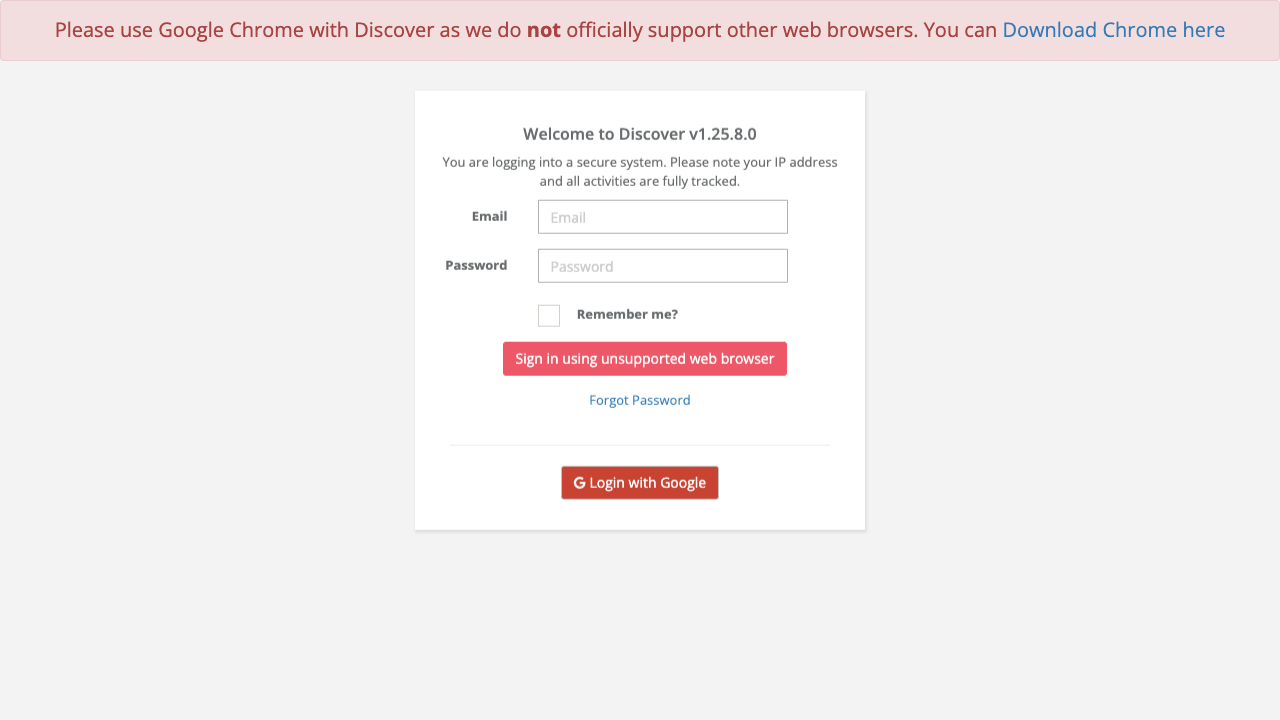 Please use Google Chrome with Discover as we do not officially support other web browsers. You can Download Chrome here
Welcome to Discover v1.25.8.0
You are logging into a secure system. Please note your IP address
and all activities are fully tracked.
Email
Email
Password
Password
Remember me?
Sign in using unsupported web browser
Forgot Password
Login with Google